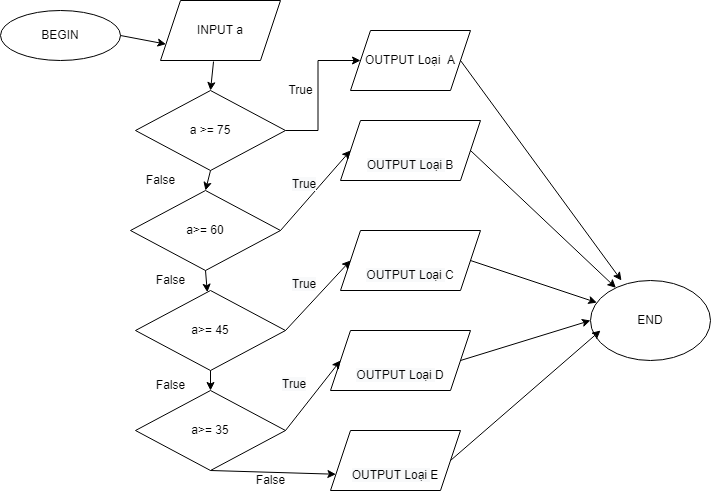 BEGIN
INPUT a
a >= 75
True
OUTPUT Loại A
False
a>= 60
True
OUTPUT Loại B
False
a>= 45
True
OUTPUT Loại C
False
a>= 35
True
OUTPUT Loại D
False
OUTPUT Loại E
END